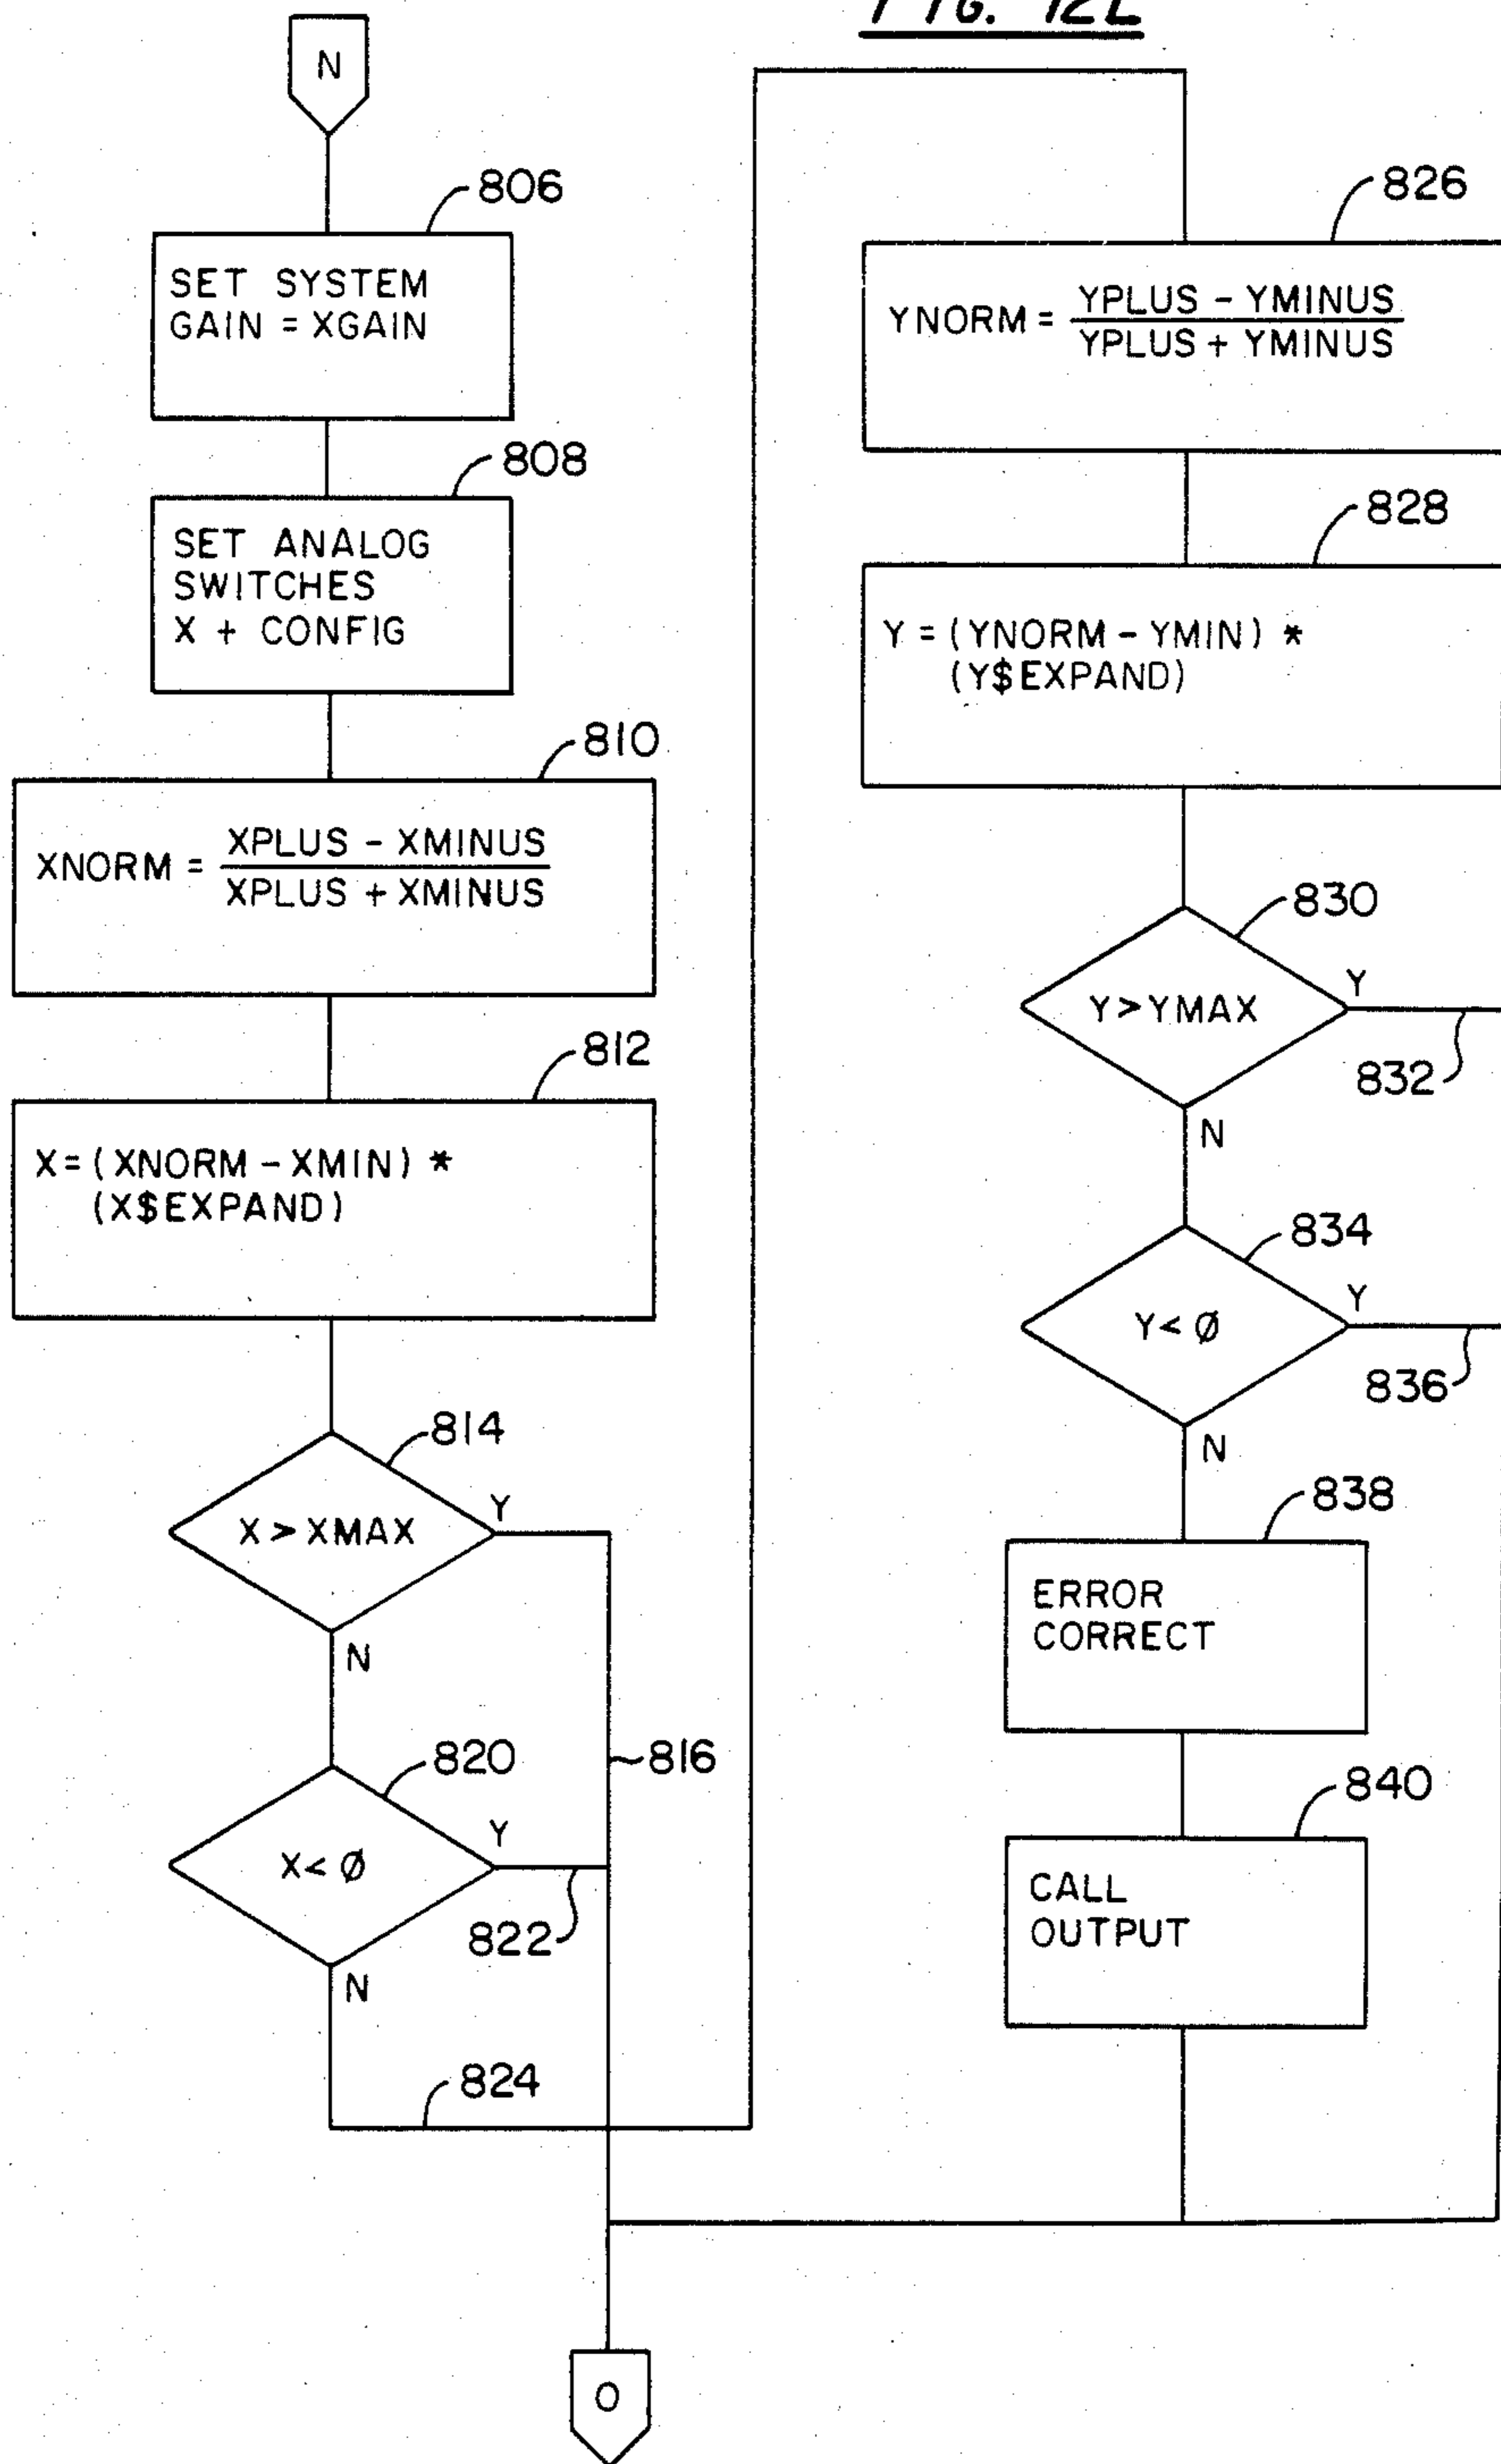 FIG. 12L
N
806
SET SYSTEM
GAIN = XGAIN
808
SET ANALOG
SWITCHES
X + CONFIG
810
XNORM = XPLUS - XMINUS
XPLUS + XMINUS
812
X = (XNORM - XMIN) *
(X$EXPAND)
814
X > XMAX
Y
N
816
820
X < Ø
Y
822
N
824
826
YNORM = YPLUS - YMINUS
YPLUS + YMINUS
828
Y = (YNORM - YMIN) *
(Y$EXPAND)
830
Y > YMAX
Y
832
N
834
Y < Ø
Y
836
N
838
ERROR
CORRECT
840
CALL
OUTPUT
O